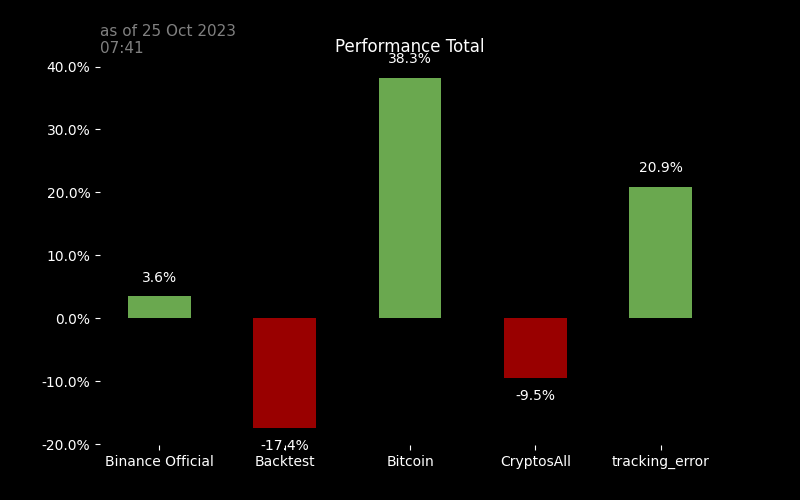 as of 25 Oct 2023
07:41
Performance Total
40.0%
30.0%
20.0%
10.0%
0.0%
-10.0%
-20.0%
3.6%
-17.4%
38.3%
-9.5%
20.9%
Binance Official
Backtest
Bitcoin
CryptosAll
tracking_error